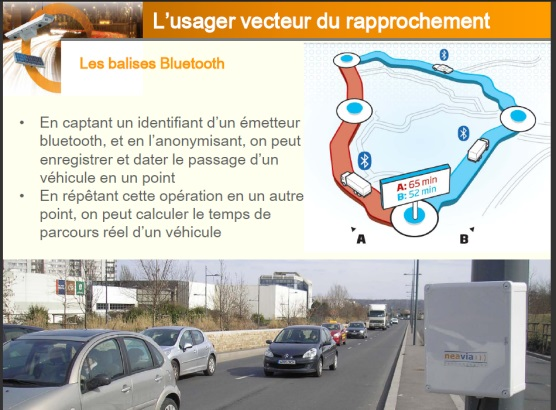 L'usager vecteur du rapprochement
Les balises Bluetooth
• En captant un identifiant d'un émetteur
bluetooth, et en l'anonymisant, on peut
enregistrer et dater le passage d'un
véhicule en un point
• En répêtant cette opération en un autre
point, on peut calculer le temps de
parcours réel d'un véhicule
A: 65 min
B: 52 min
A
B
neavia